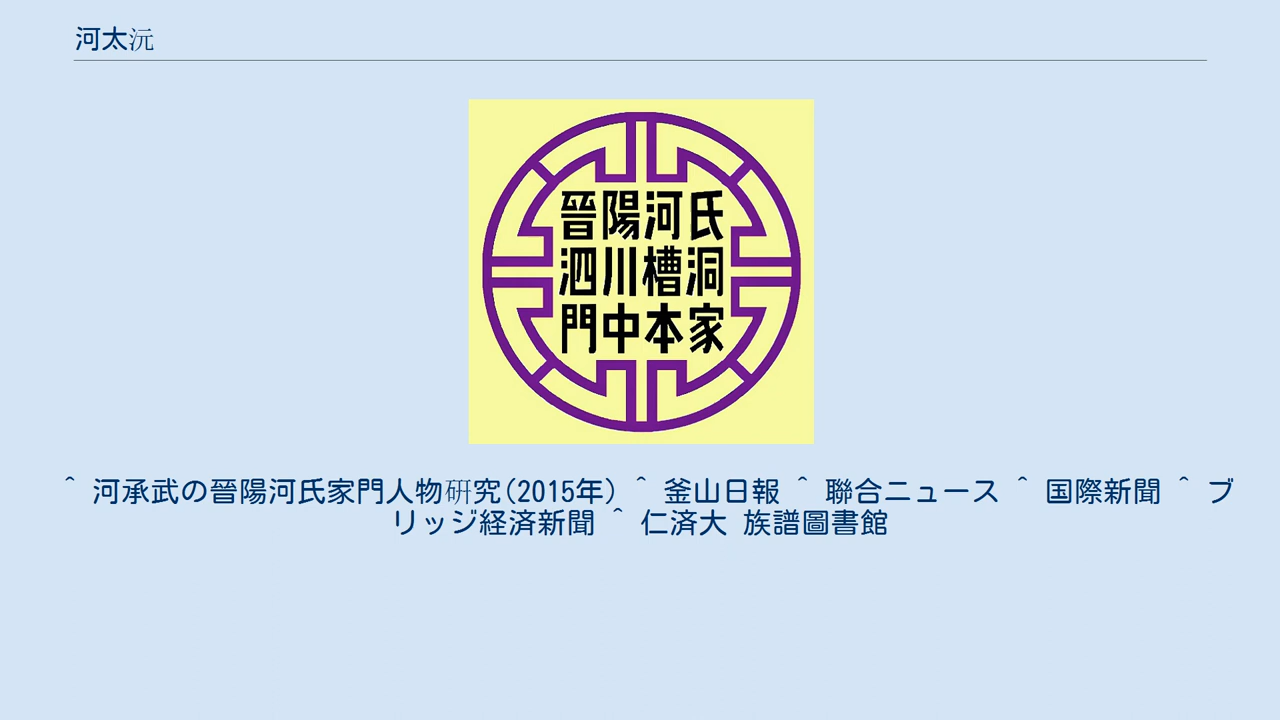 河太沅
晉陽河氏
泗川槽洞
門中本家
^ 河承武の晉陽河氏家門人物硏究(2015年) ^ 釜山日報 ^ 聯合ニュース ^ 国際新聞 ^ ブ
リッジ経済新聞 ^ 仁済大 族譜圖書館